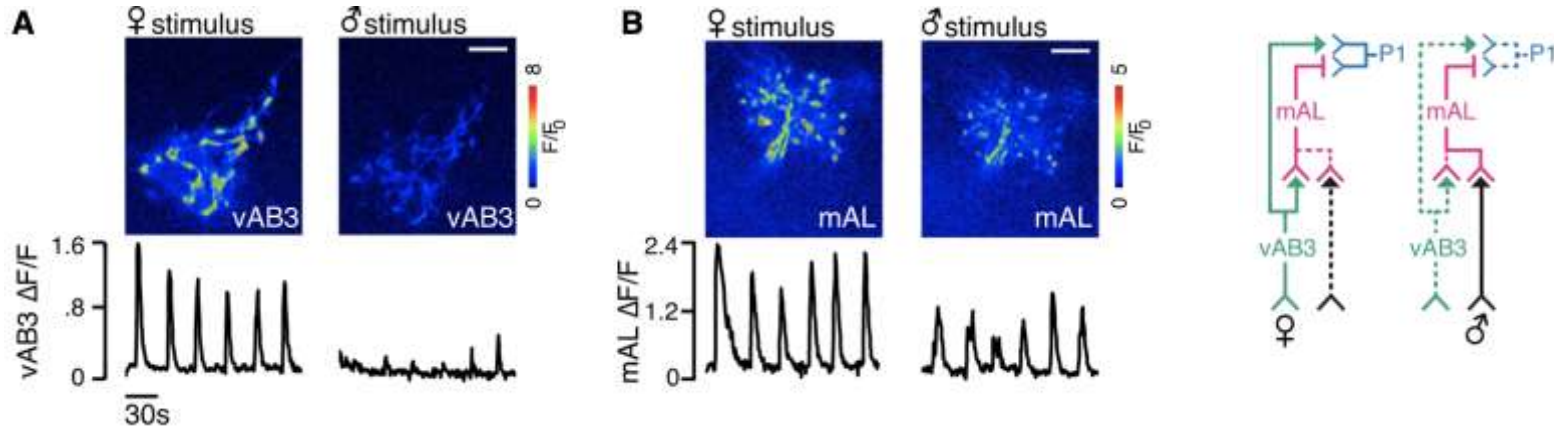 A
♀ stimulus
♂ stimulus
8
F/F0
0
vAB3
vAB3
1.6
.8
0
vAB3 ΔF/F
30s
B
♀ stimulus
♂ stimulus
5
F/F0
0
mAL
mAL
2.4
1.2
0
mAL ΔF/F
P1
mAL
vAB3
♀
P1
mAL
vAB3
♂